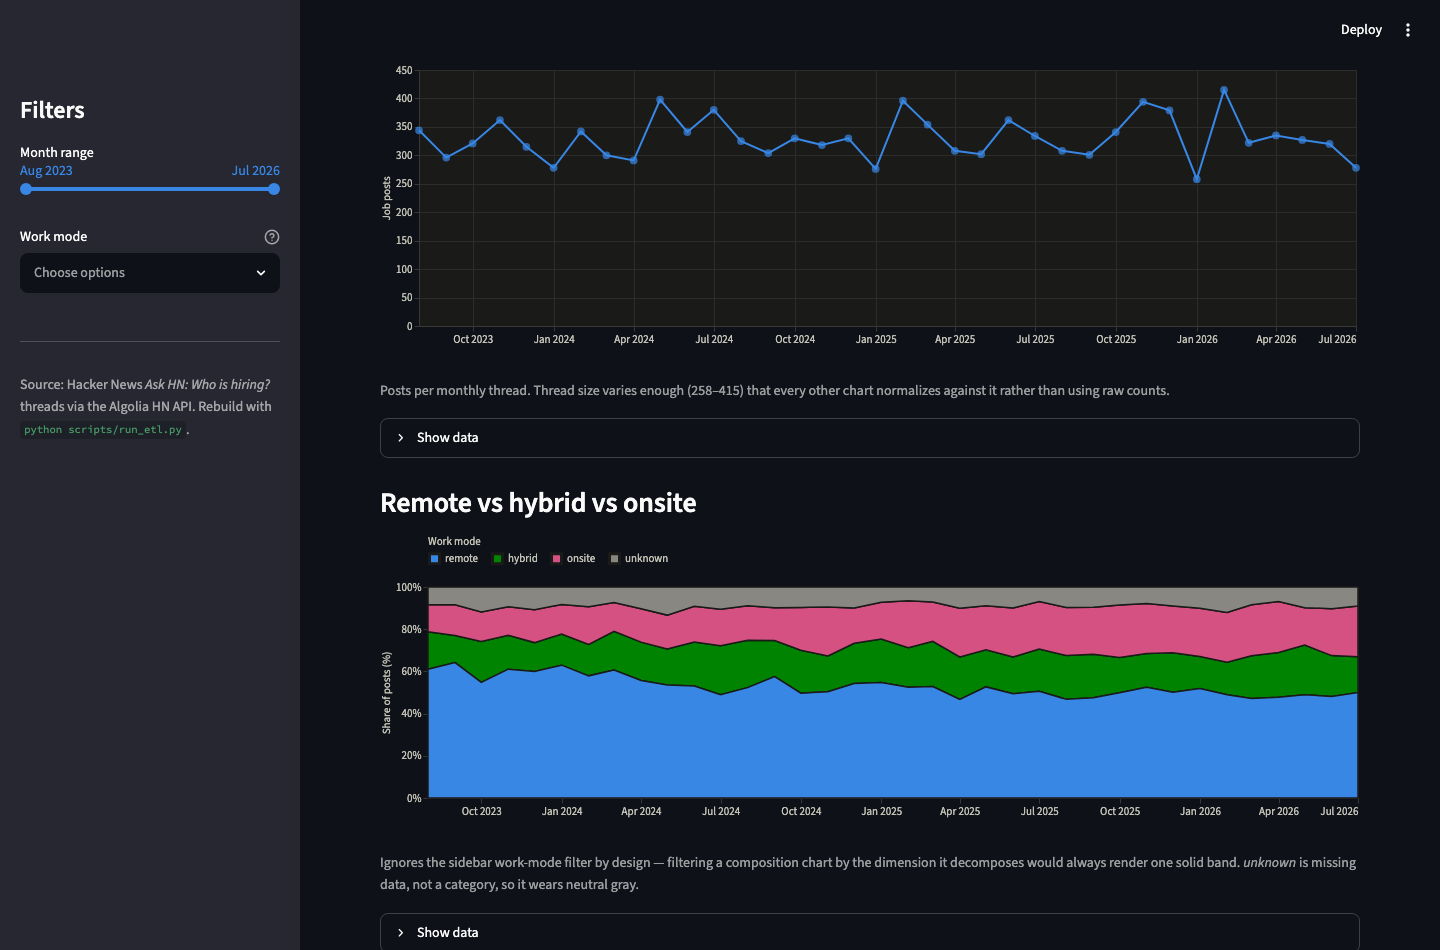 Deploy
Filters
Month range
Aug 2023 Jul 2026
Work mode
Choose options
Source: Hacker News Ask HN: Who is hiring?
threads via the Algolia HN API. Rebuild with
python scripts/run_etl.py .
450
400
350
300
250
200
150
100
50
0
Job posts
Oct 2023 Jan 2024 Apr 2024 Jul 2024 Oct 2024 Jan 2025 Apr 2025 Jul 2025 Oct 2025 Jan 2026 Apr 2026 Jul 2026
Posts per monthly thread. Thread size varies enough (258–415) that every other chart normalizes against it rather than using raw counts.
Show data
Remote vs hybrid vs onsite
Work mode
remote hybrid onsite unknown
100%
80%
60%
40%
20%
0%
Share of posts (%)
Oct 2023 Jan 2024 Apr 2024 Jul 2024 Oct 2024 Jan 2025 Apr 2025 Jul 2025 Oct 2025 Jan 2026 Apr 2026 Jul 2026
Ignores the sidebar work-mode filter by design — filtering a composition chart by the dimension it decomposes would always render one solid band. unknown is missing
data, not a category, so it wears neutral gray.
Show data